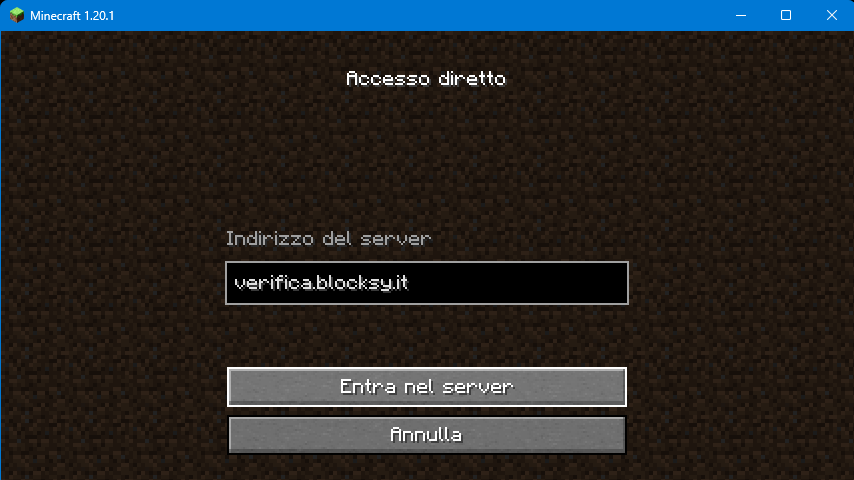 Minecraft 1.20.1
Accesso diretto
Indirizzo del server
verifica.blocksy.it
Entra nel server
Annulla